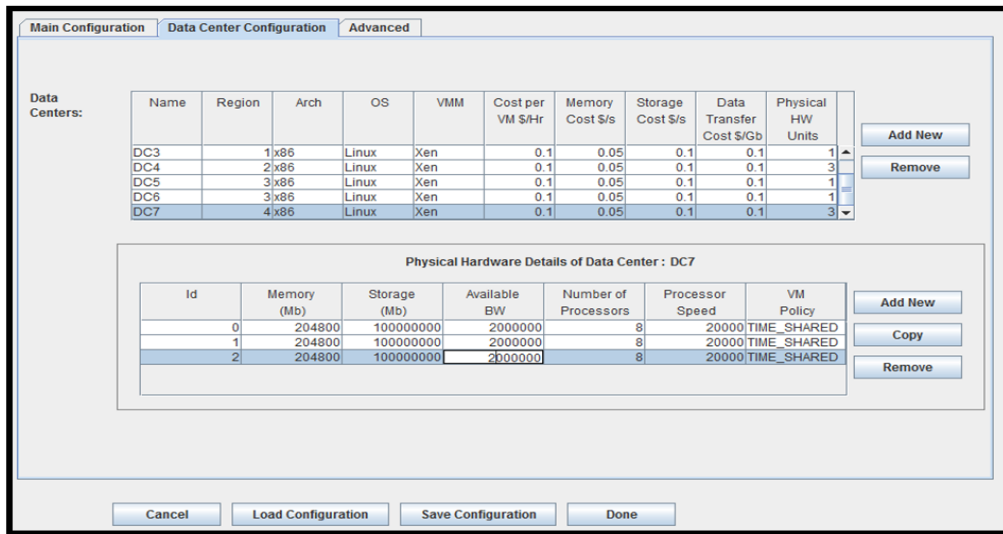 Main Configuration Data Center Configuration Advanced
Data Centers:
Name Region Arch OS VMM Cost per VM $/Hr Memory Cost $/s Storage Cost $/s Data Transfer Cost $/Gb Physical HW Units
DC3 1 x86 Linux Xen 0.1 0.05 0.1 0.1 1
DC4 2 x86 Linux Xen 0.1 0.05 0.1 0.1 3
DC5 3 x86 Linux Xen 0.1 0.05 0.1 0.1 1
DC6 3 x86 Linux Xen 0.1 0.05 0.1 0.1 1
DC7 4 x86 Linux Xen 0.1 0.05 0.1 0.1 3
Add New
Remove
Physical Hardware Details of Data Center : DC7
Id Memory (Mb) Storage (Mb) Available BW Number of Processors Processor Speed VM Policy
0 204800 100000000 2000000 8 20000 TIME_SHARED
1 204800 100000000 2000000 8 20000 TIME_SHARED
2 204800 100000000 2000000 8 20000 TIME_SHARED
Add New
Copy
Remove
Cancel Load Configuration Save Configuration Done